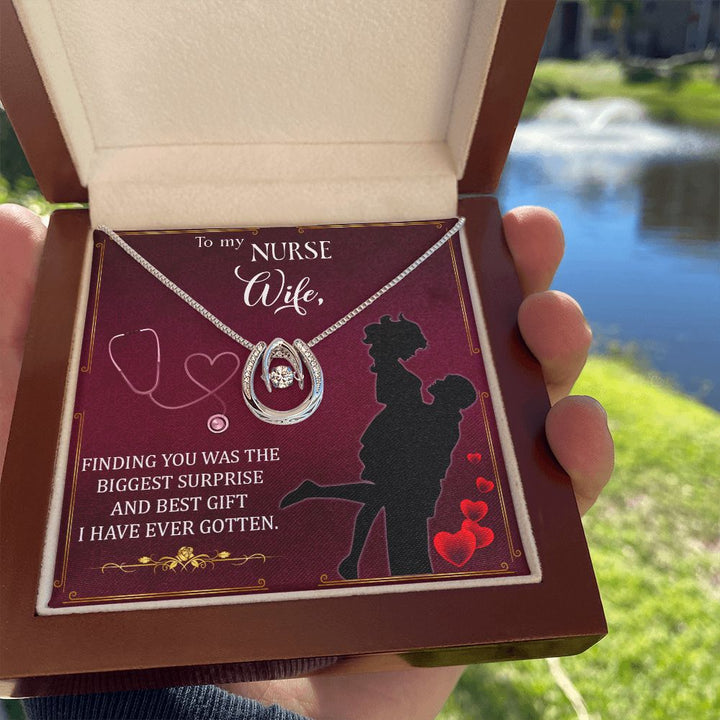 To my NURSE
Wife,
FINDING YOU WAS THE
BIGGEST SURPRISE
AND BEST GIFT
I HAVE EVER GOTTEN.